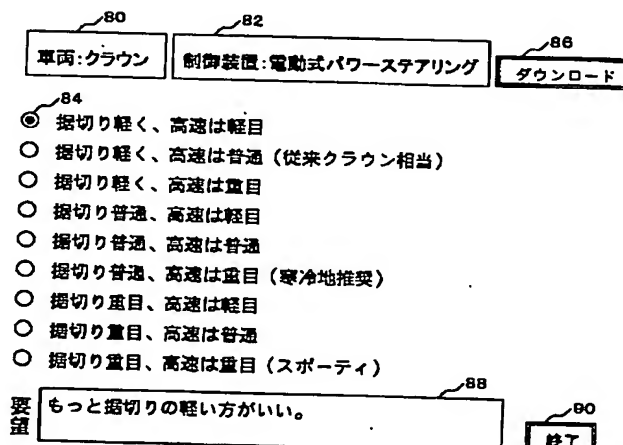 80 82 86
車両:クラウン 制御装置:電動式パワーステアリング ダウンロード
84
据切り軽く、高速は軽目
据切り軽く、高速は普通(従来クラウン相当)
据切り軽く、高速は重目
据切り普通、高速は軽目
据切り普通、高速は普通
据切り普通、高速は重目(寒冷地推奨)
据切り重目、高速は軽目
据切り重目、高速は普通
据切り重目、高速は重目(スポーティ)
88
要望 もっと据切りの軽い方がいい。
90
終了